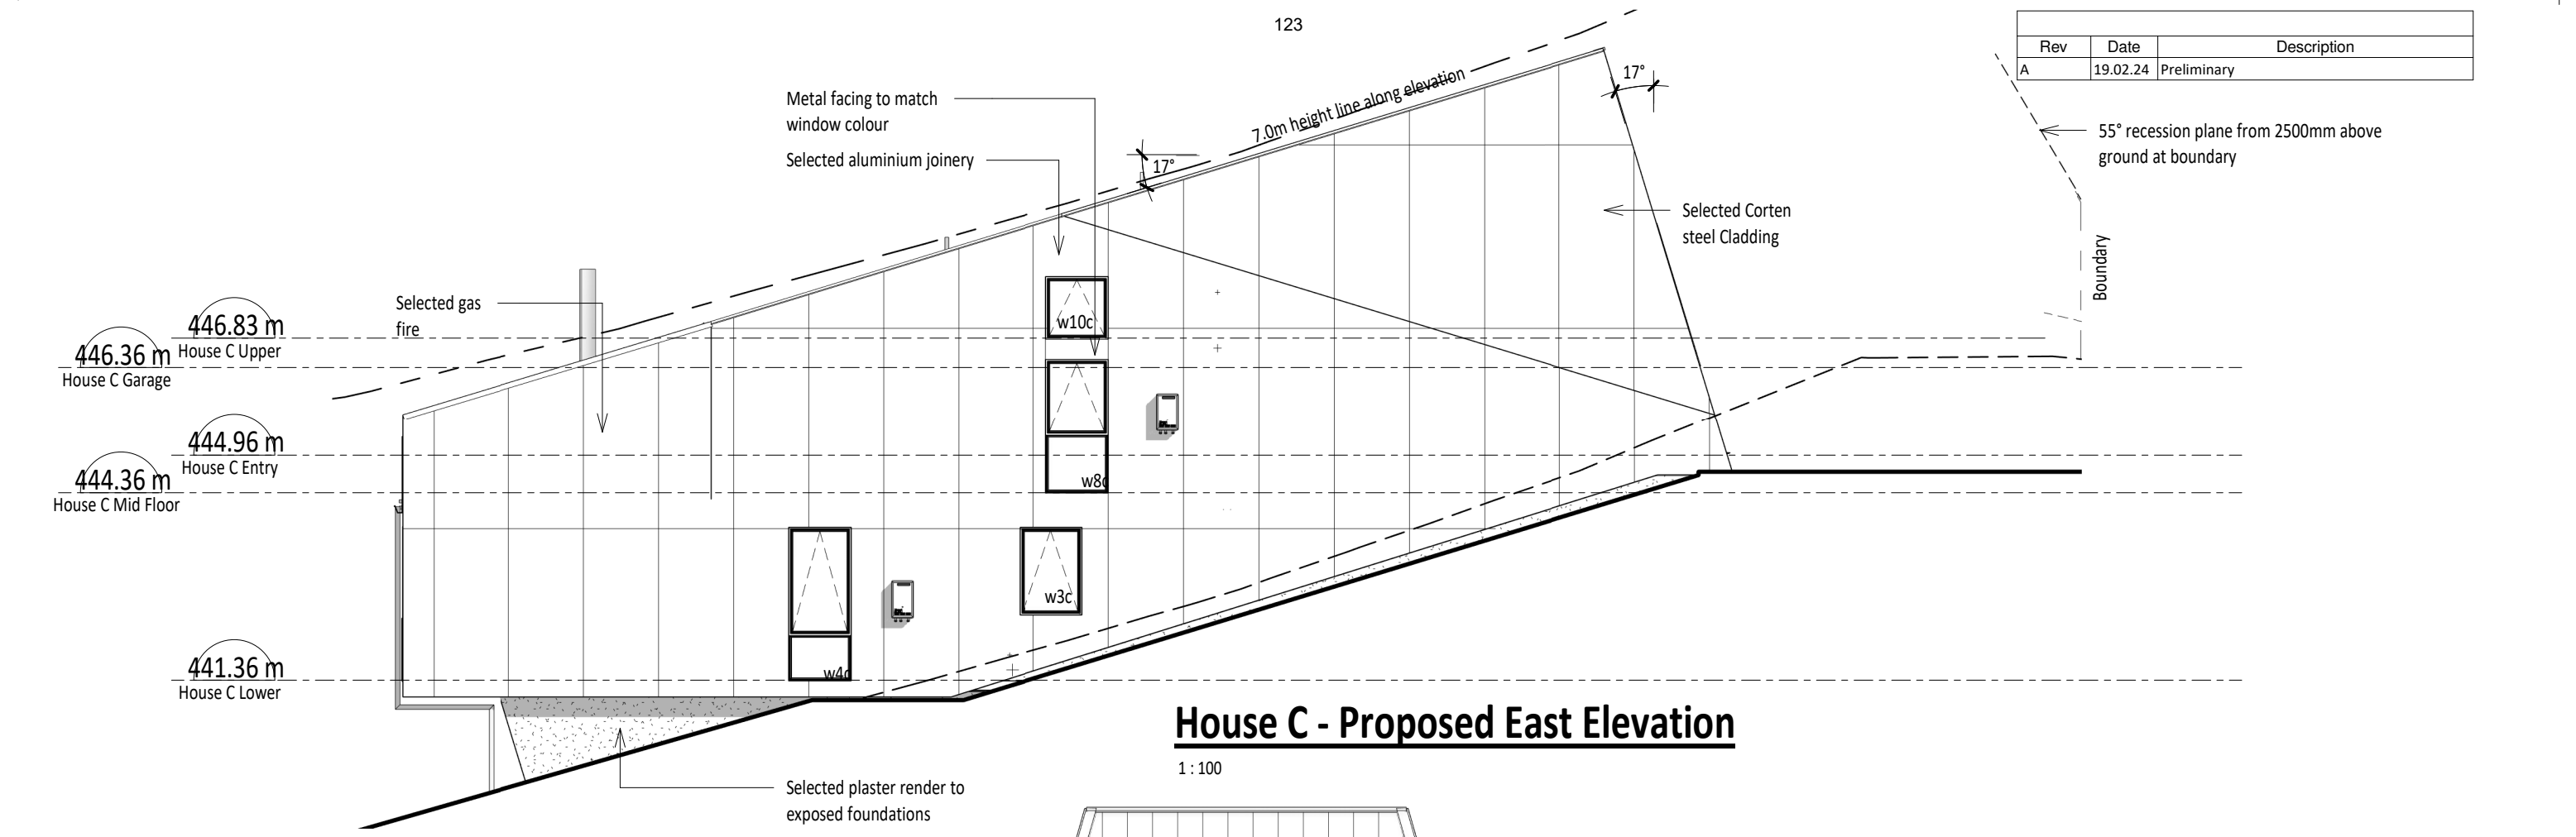 123
Rev Date Description
A 19.02.24 Preliminary
Metal facing to match
window colour
Selected aluminium joinery
7.0m height line along elevation
17°
17°
55° recession plane from 2500mm above
ground at boundary
Selected Corten
steel Cladding
Boundary
Selected gas
fire
446.83 m
House C Upper
446.36 m
House C Garage
444.96 m
House C Entry
444.36 m
House C Mid Floor
441.36 m
House C Lower
w10c
w8c
w3c
w4c
House C - Proposed East Elevation
1 : 100
Selected plaster render to
exposed foundations